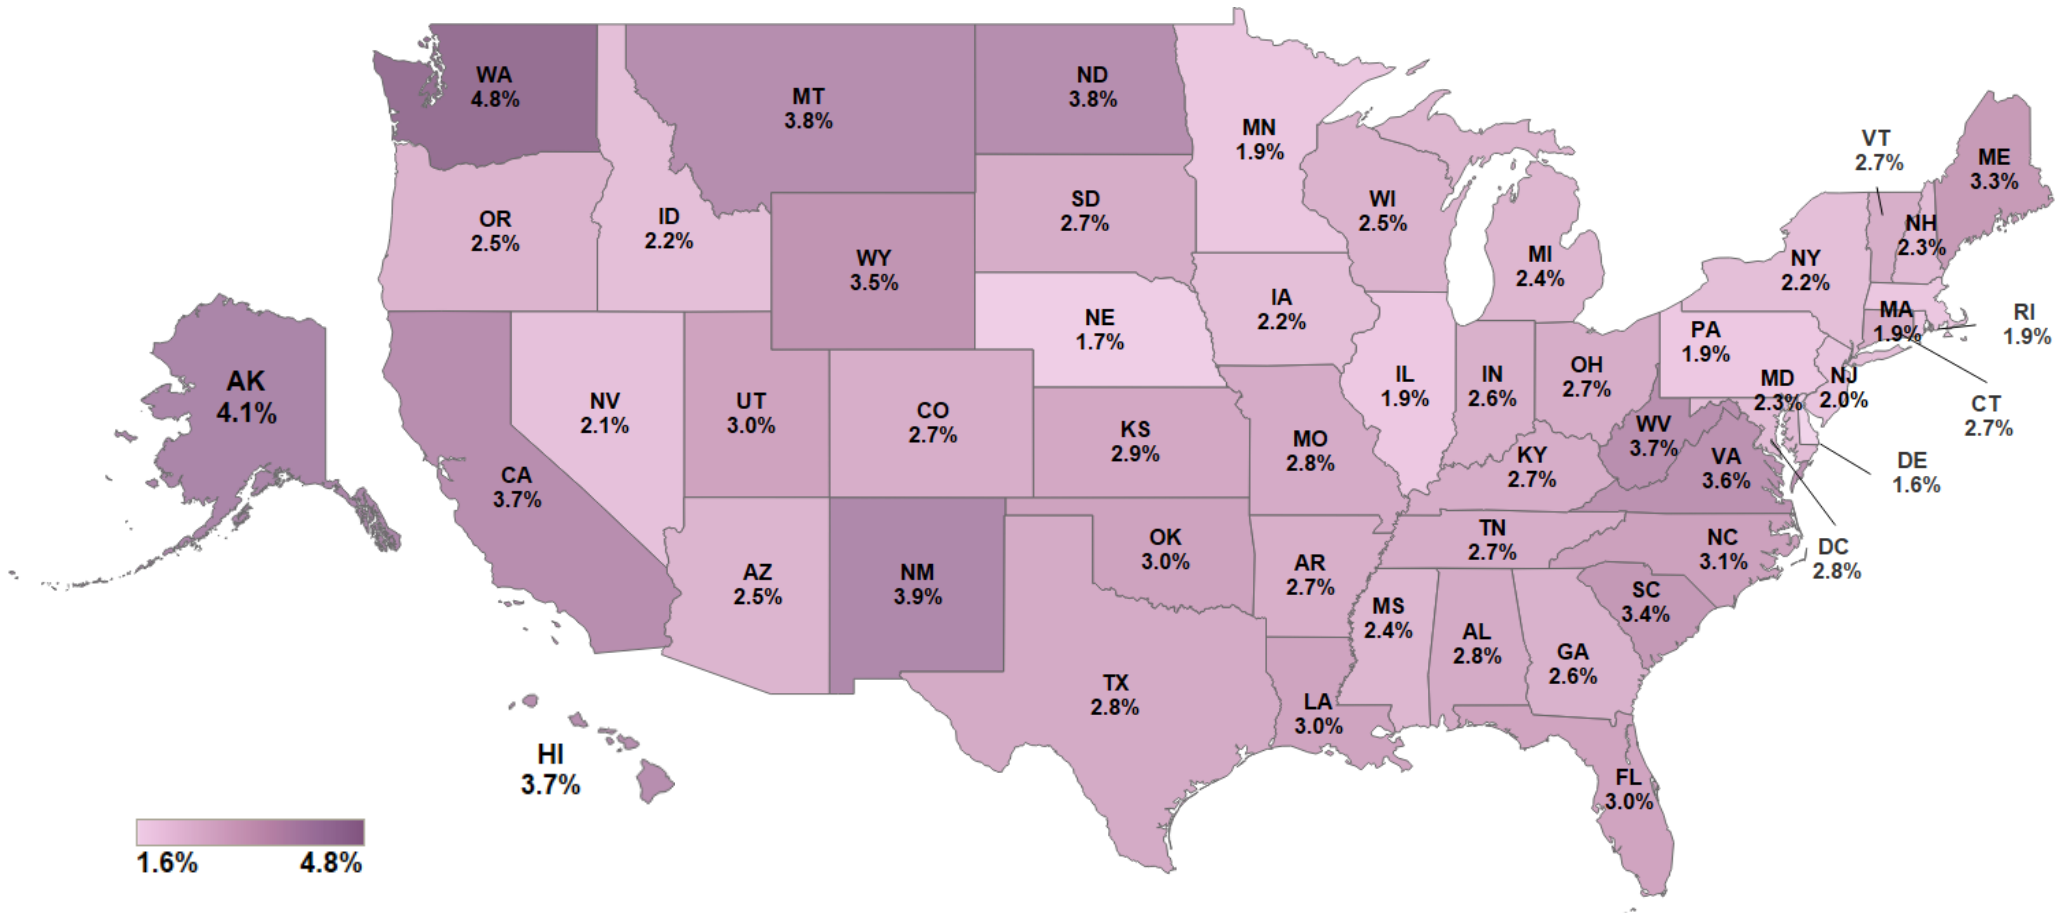 WA
4.8%
MT
3.8%
ND
3.8%
MN
1.9%
VT
2.7%
ME
3.3%
OR
2.5%
ID
2.2%
WY
3.5%
SD
2.7%
WI
2.5%
MI
2.4%
NY
2.2%
NH
2.3%
MA
1.9%
RI
1.9%
AK
4.1%
NV
2.1%
UT
3.0%
CO
2.7%
NE
1.7%
IA
2.2%
IL
1.9%
IN
2.6%
OH
2.7%
PA
1.9%
MD
2.3%
NJ
2.0%
CT
2.7%
CA
3.7%
KS
2.9%
MO
2.8%
KY
2.7%
WV
3.7%
VA
3.6%
DE
1.6%
AZ
2.5%
NM
3.9%
OK
3.0%
AR
2.7%
TN
2.7%
NC
3.1%
DC
2.8%
TX
2.8%
LA
3.0%
MS
2.4%
AL
2.8%
GA
2.6%
SC
3.4%
HI
3.7%
FL
3.0%
1.6% 4.8%